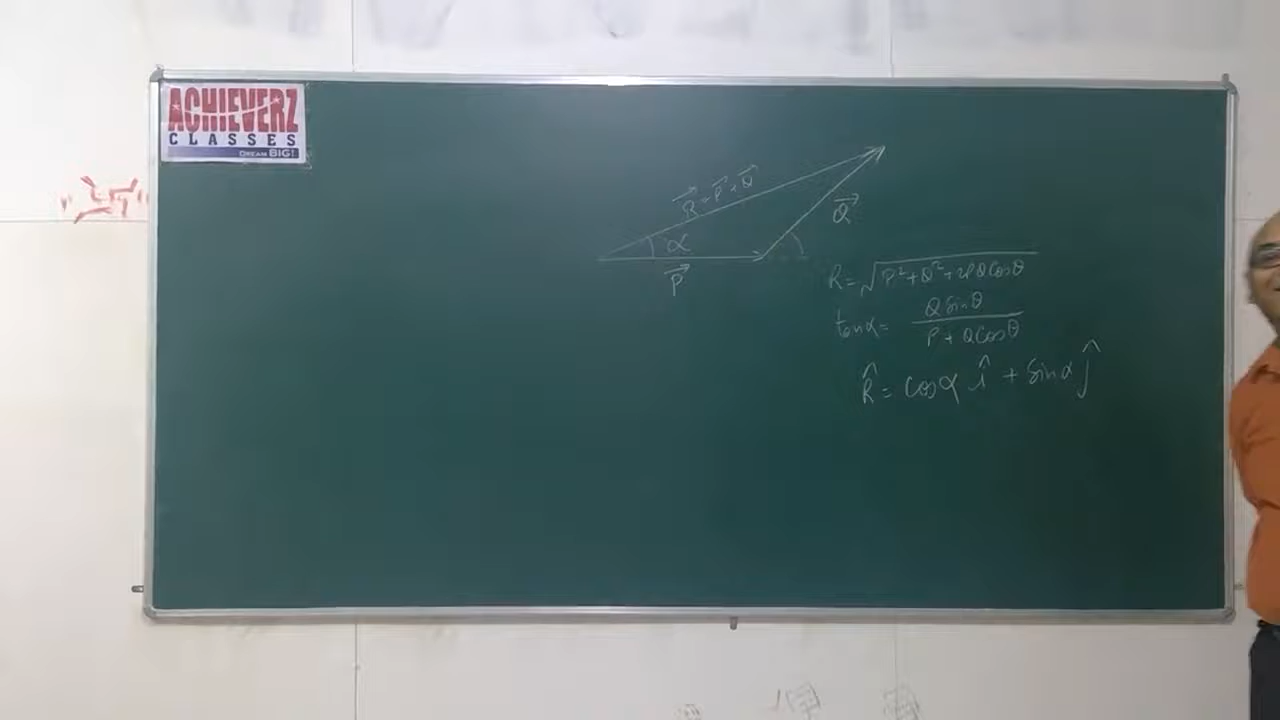 ACHIEVERZ
CLASSES
DREAM BIG!
R⃗ = P⃗ + Q⃗
α
P⃗
Q⃗
R = √(P² + Q² + 2PQ Cosθ)
tanα = Q Sinθ / (P + Q Cosθ)
R̂ = cosα î + Sinα ĵ